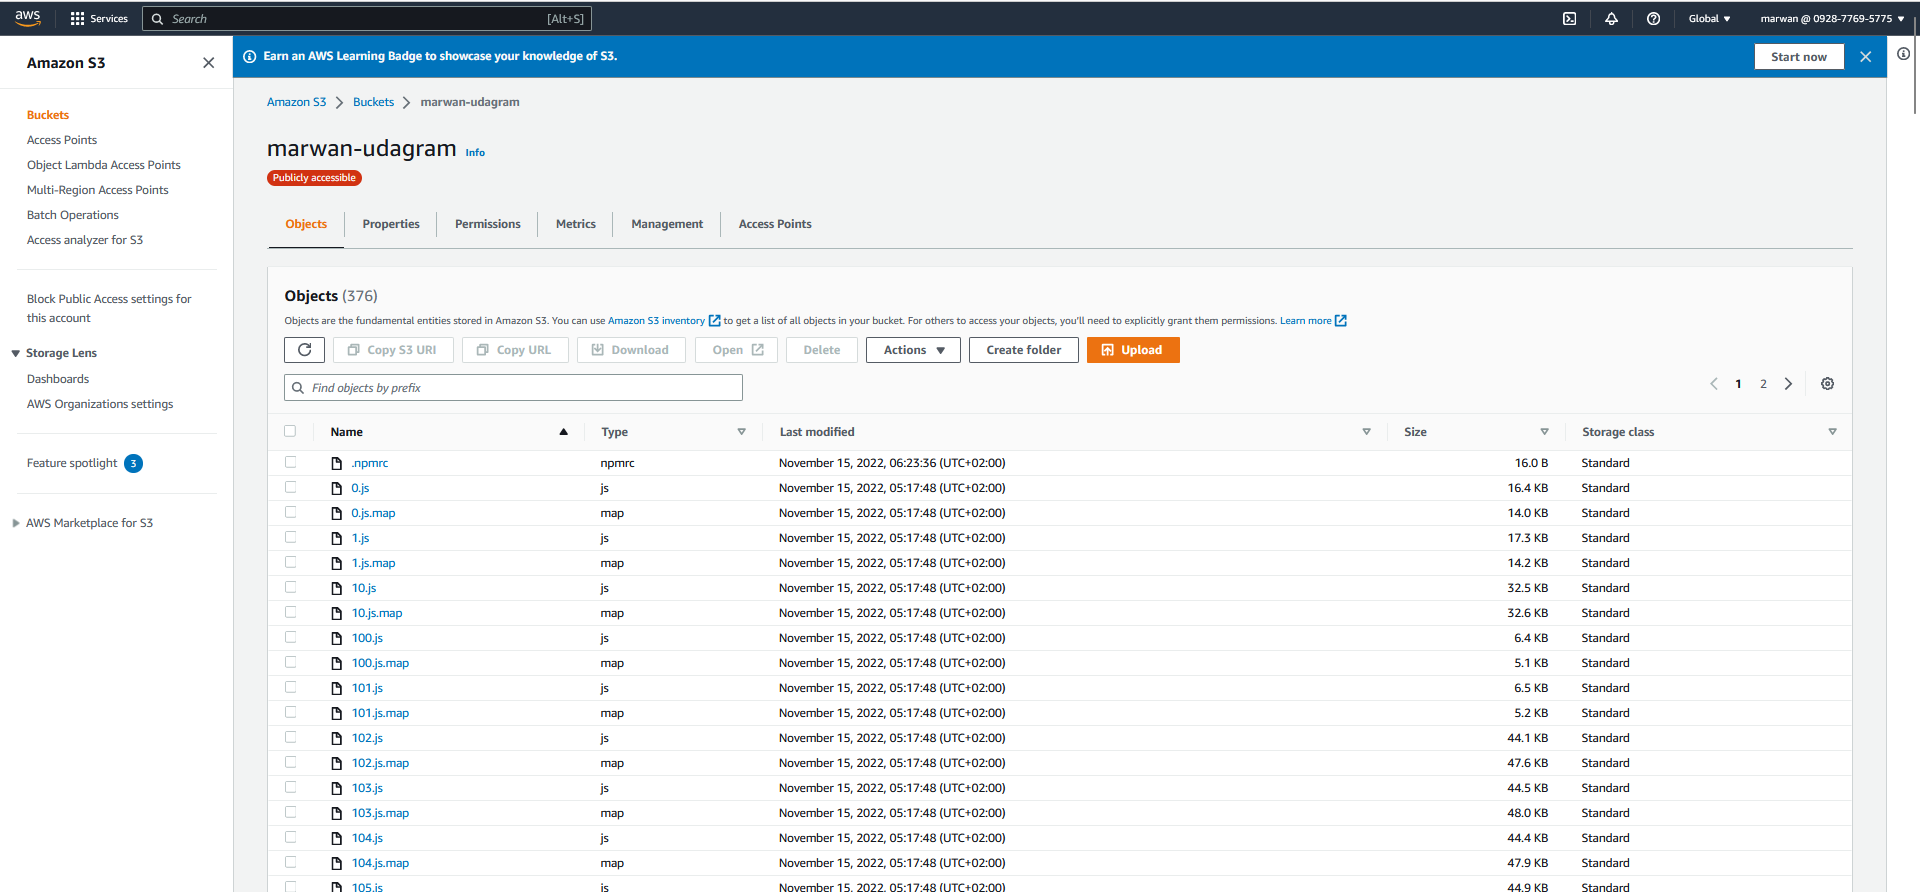 aws Services Search [Alt+S] Global marwan @ 0928-7769-5775
Amazon S3
Buckets
Access Points
Object Lambda Access Points
Multi-Region Access Points
Batch Operations
Access analyzer for S3
Block Public Access settings for
this account
Storage Lens
Dashboards
AWS Organizations settings
Feature spotlight 3
AWS Marketplace for S3
Earn an AWS Learning Badge to showcase your knowledge of S3. Start now
Amazon S3 Buckets marwan-udagram
marwan-udagram Info
Publicly accessible
Objects Properties Permissions Metrics Management Access Points
Objects (376)
Objects are the fundamental entities stored in Amazon S3. You can use Amazon S3 inventory to get a list of all objects in your bucket. For others to access your objects, you'll need to explicitly grant them permissions. Learn more
Copy S3 URI Copy URL Download Open Delete Actions Create folder Upload
Find objects by prefix 1 2
Name Type Last modified Size Storage class
.npmrc npmrc November 15, 2022, 06:23:36 (UTC+02:00) 16.0 B Standard
0.js js November 15, 2022, 05:17:48 (UTC+02:00) 16.4 KB Standard
0.js.map map November 15, 2022, 05:17:48 (UTC+02:00) 14.0 KB Standard
1.js js November 15, 2022, 05:17:48 (UTC+02:00) 17.3 KB Standard
1.js.map map November 15, 2022, 05:17:48 (UTC+02:00) 14.2 KB Standard
10.js js November 15, 2022, 05:17:48 (UTC+02:00) 32.5 KB Standard
10.js.map map November 15, 2022, 05:17:48 (UTC+02:00) 32.6 KB Standard
100.js js November 15, 2022, 05:17:48 (UTC+02:00) 6.4 KB Standard
100.js.map map November 15, 2022, 05:17:48 (UTC+02:00) 5.1 KB Standard
101.js js November 15, 2022, 05:17:48 (UTC+02:00) 6.5 KB Standard
101.js.map map November 15, 2022, 05:17:48 (UTC+02:00) 5.2 KB Standard
102.js js November 15, 2022, 05:17:48 (UTC+02:00) 44.1 KB Standard
102.js.map map November 15, 2022, 05:17:48 (UTC+02:00) 47.6 KB Standard
103.js js November 15, 2022, 05:17:48 (UTC+02:00) 44.5 KB Standard
103.js.map map November 15, 2022, 05:17:48 (UTC+02:00) 48.0 KB Standard
104.js js November 15, 2022, 05:17:48 (UTC+02:00) 44.4 KB Standard
104.js.map map November 15, 2022, 05:17:48 (UTC+02:00) 47.9 KB Standard
105.js js November 15, 2022, 05:17:48 (UTC+02:00) 44.9 KB Standard